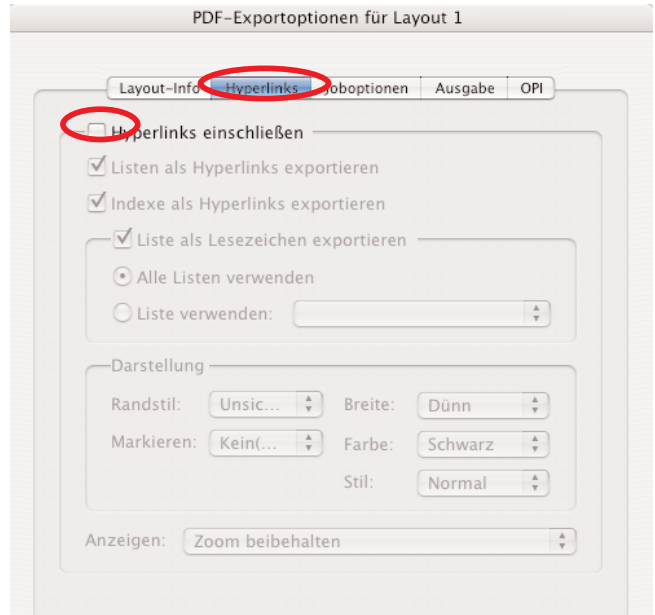 PDF-Exportoptionen für Layout 1
Layout-Info Hyperlinks Joboptionen Ausgabe OPI
Hyperlinks einschließen
Listen als Hyperlinks exportieren
Indexe als Hyperlinks exportieren
Liste als Lesezeichen exportieren
Alle Listen verwenden
Liste verwenden:
Darstellung
Randstil: Unsic... Breite: Dünn
Markieren: Kein(... Farbe: Schwarz
Stil: Normal
Anzeigen: Zoom beibehalten